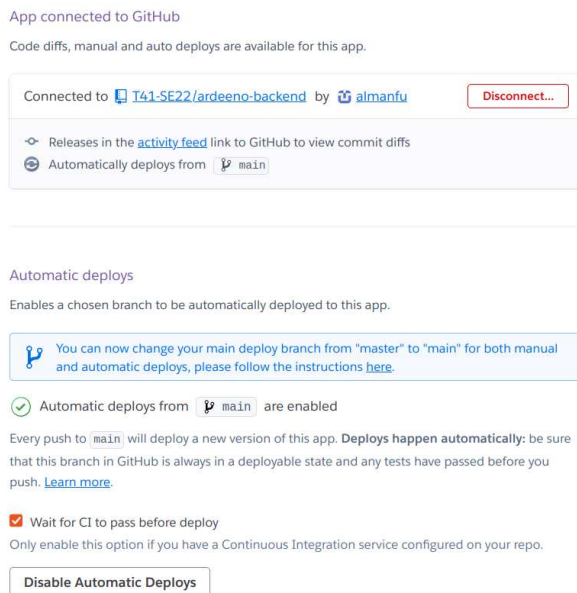 App connected to GitHub
Code diffs, manual and auto deploys are available for this app.
Connected to T41-SE22/ardeeno-backend by almanfu Disconnect...
Releases in the activity feed link to GitHub to view commit diffs
Automatically deploys from main
Automatic deploys
Enables a chosen branch to be automatically deployed to this app.
You can now change your main deploy branch from "master" to "main" for both manual
and automatic deploys, please follow the instructions here.
Automatic deploys from main are enabled
Every push to main will deploy a new version of this app. Deploys happen automatically: be sure
that this branch in GitHub is always in a deployable state and any tests have passed before you
push. Learn more.
Wait for CI to pass before deploy
Only enable this option if you have a Continuous Integration service configured on your repo.
Disable Automatic Deploys